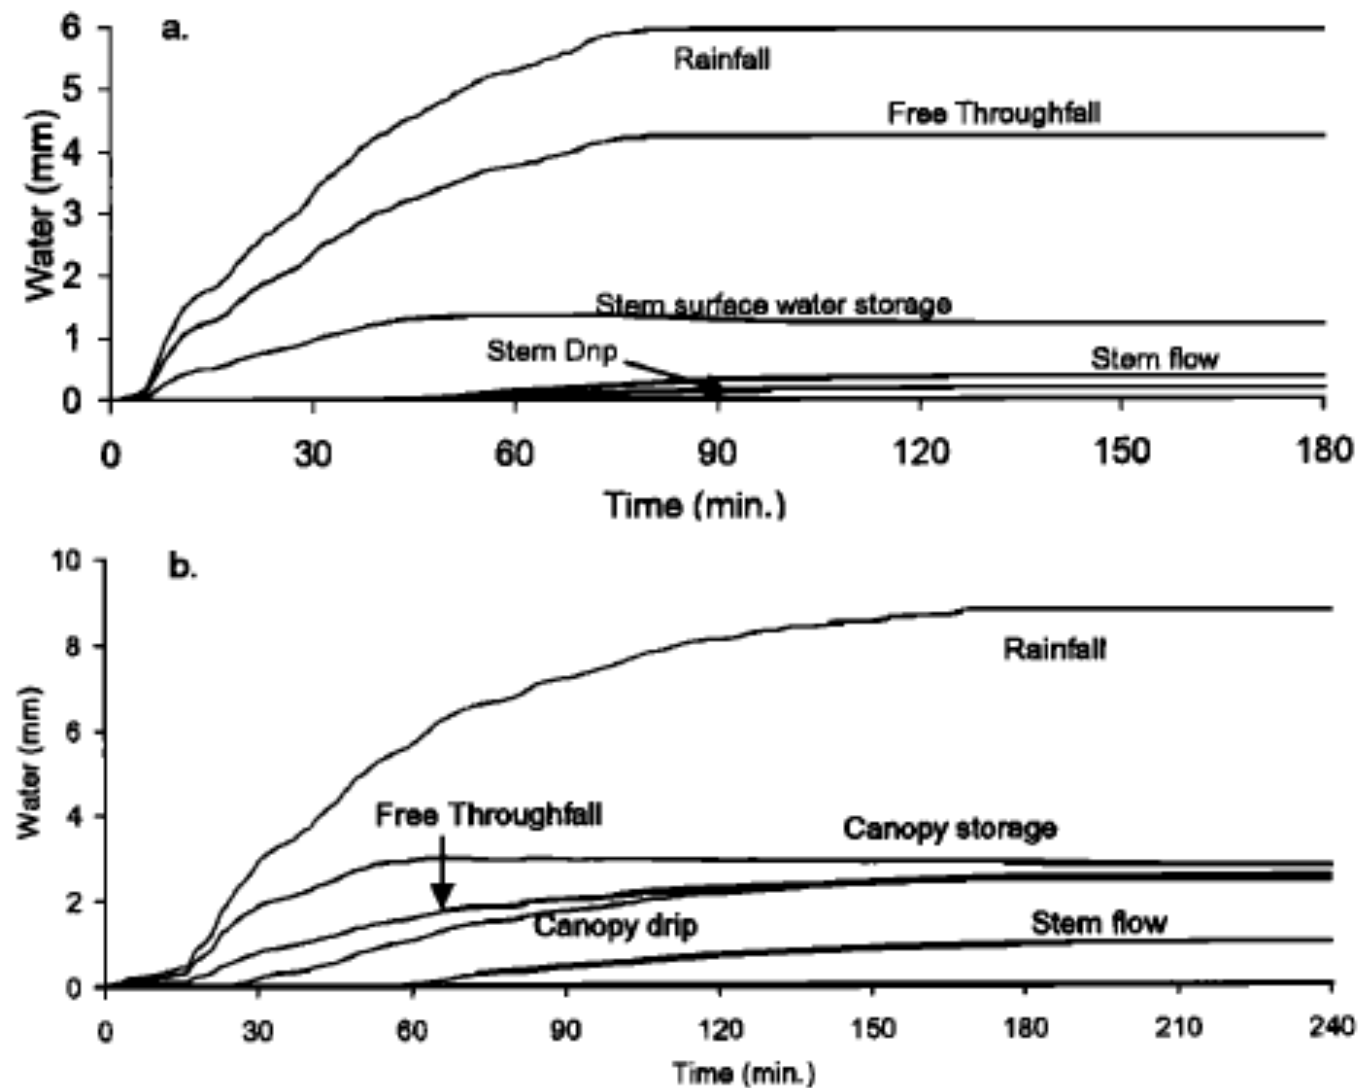 a.
6
Rainfall
5
Free Throughfall
4
Water (mm)
3
2
Stem surface water storage
1
Stem Drip
Stem flow
0
0 30 60 90 120 150 180
Time (min.)
10
b.
8
Rainfall
Water (mm)
6
Free Throughfall
4
Canopy storage
2
Canopy drip
Stem flow
0
0 30 60 90 120 150 180 210 240
Time (min.)